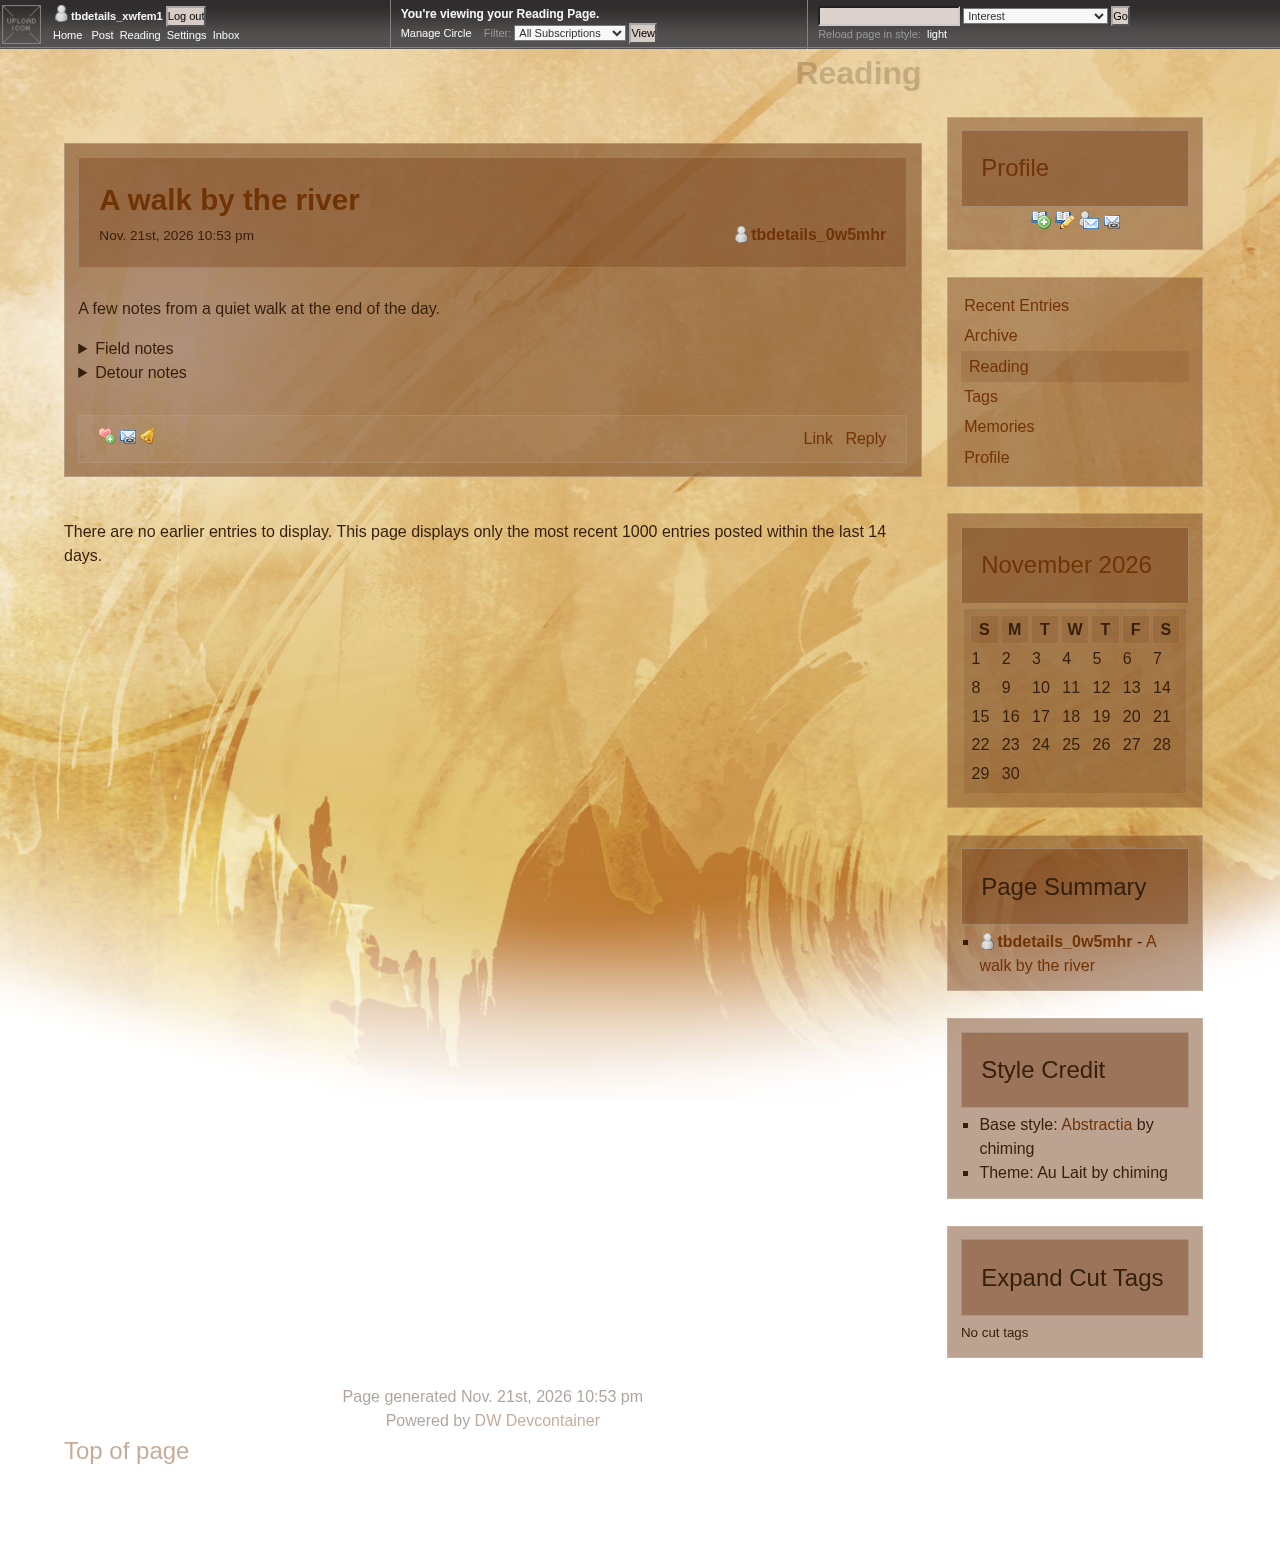 UPLOAD
ICON
tbdetails_xwfem1 Log out
Home Post Reading Settings Inbox
You're viewing your Reading Page.
Manage Circle Filter: All Subscriptions View
Interest Go
Reload page in style: light
Reading
A walk by the river
Nov. 21st, 2026 10:53 pm
tbdetails_0w5mhr
A few notes from a quiet walk at the end of the day.
Field notes
Detour notes
Link Reply
There are no earlier entries to display. This page displays only the most recent 1000 entries posted within the last 14
days.
Profile
Recent Entries
Archive
Reading
Tags
Memories
Profile
November 2026
S M T W T F S
1 2 3 4 5 6 7
8 9 10 11 12 13 14
15 16 17 18 19 20 21
22 23 24 25 26 27 28
29 30
Page Summary
tbdetails_0w5mhr - A
walk by the river
Style Credit
Base style: Abstractia by
chiming
Theme: Au Lait by chiming
Expand Cut Tags
No cut tags
Page generated Nov. 21st, 2026 10:53 pm
Powered by DW Devcontainer
Top of page